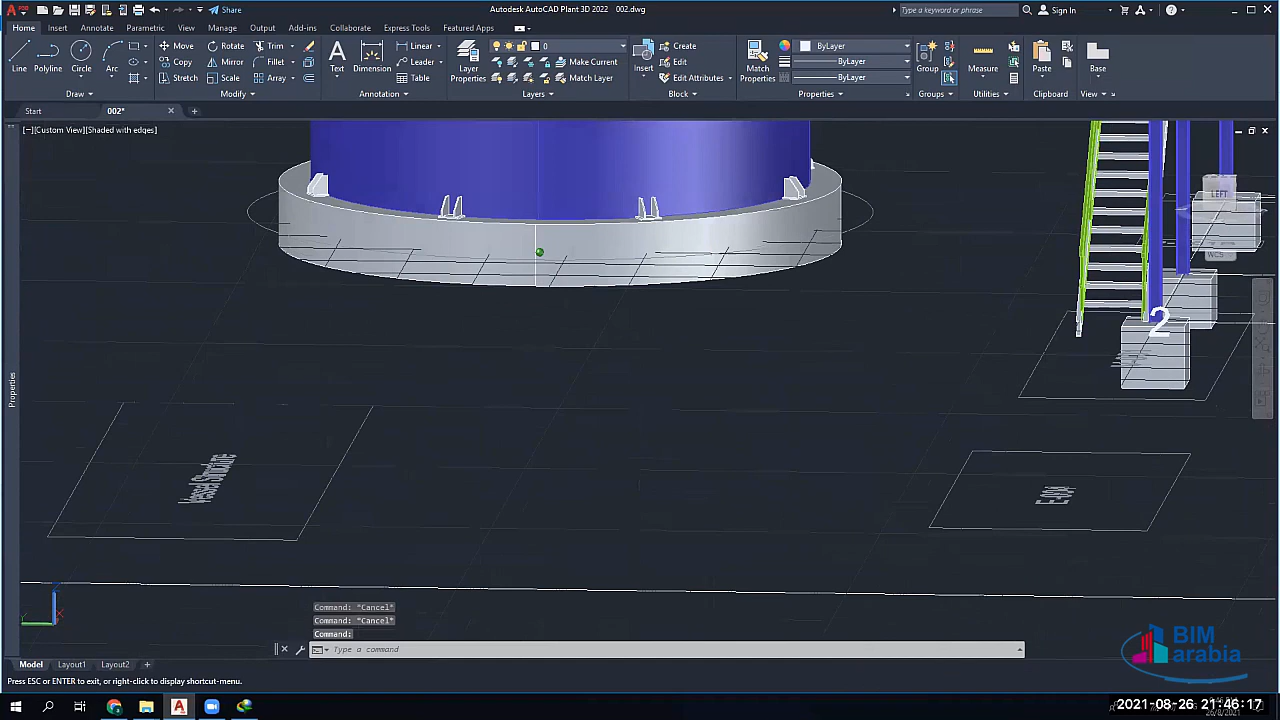 Share
Autodesk AutoCAD Plant 3D 2022 002.dwg
Type a keyword or phrase
Sign In
Home Insert Annotate Parametric View Manage Output Add-ins Collaborate Express Tools Featured Apps
Line Polyline Circle Arc
Move Rotate Trim
Copy Mirror Fillet
Stretch Scale Array
Text Dimension
Linear
Leader
Table
Layer Properties
0
Make Current
Match Layer
Insert
Create
Edit
Edit Attributes
Match Properties
ByLayer
ByLayer
ByLayer
Group Measure Paste Base
Draw Modify Annotation Layers Block Properties Groups Utilities Clipboard View
Start 002*
[−][Custom View][Shaded with edges]
LEFT
WCS
Properties
2
Vessel Structure
Command: *Cancel*
Command: *Cancel*
Command:
Type a command
Model Layout1 Layout2
Press ESC or ENTER to exit, or right-click to display shortcut-menu.
BIM
arabia
2021-08-26 21:46:17